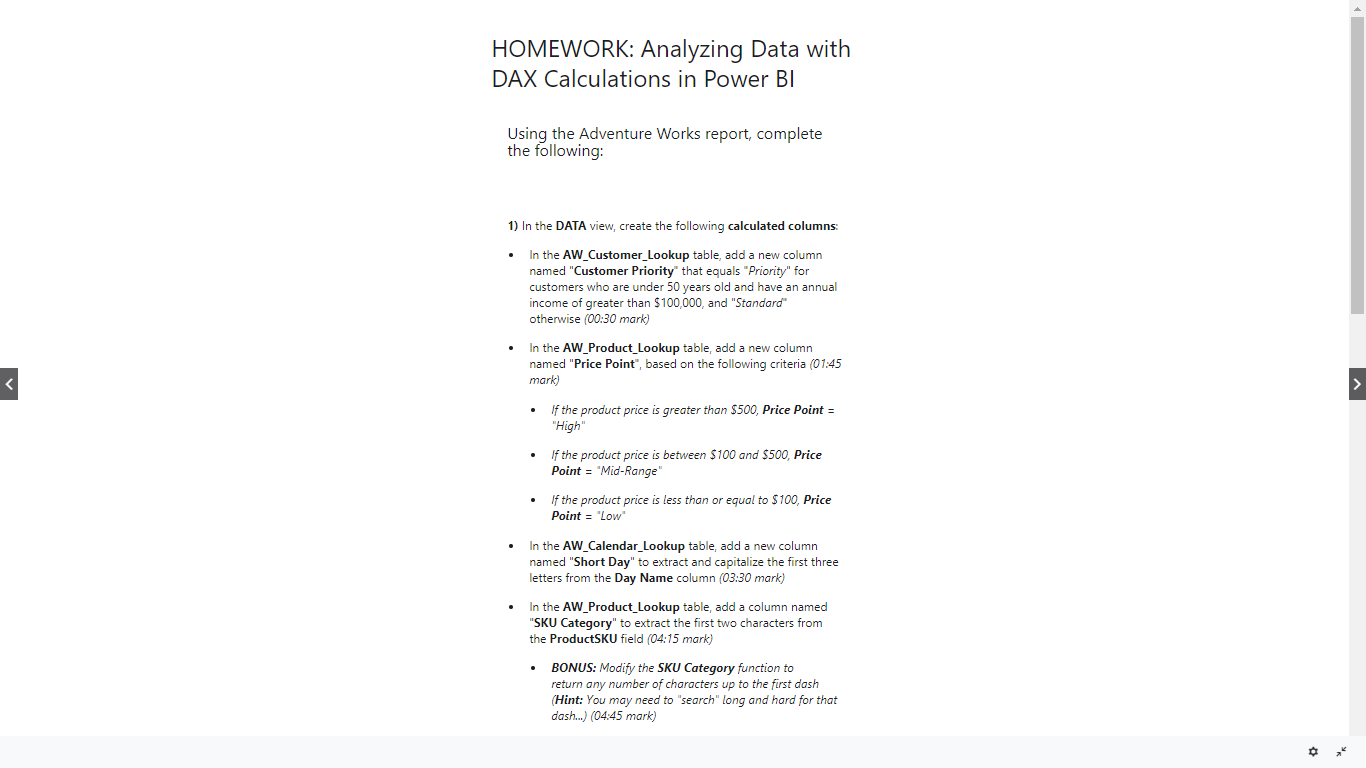 HOMEWORK: Analyzing Data with
DAX Calculations in Power BI
Using the Adventure Works report, complete
the following:
1) In the DATA view, create the following calculated columns:
• In the AW_Customer_Lookup table, add a new column
named "Customer Priority" that equals "Priority" for
customers who are under 50 years old and have an annual
income of greater than $100,000, and "Standard"
otherwise (00:30 mark)
• In the AW_Product_Lookup table, add a new column
named "Price Point", based on the following criteria (01:45
mark)
• If the product price is greater than $500, Price Point =
"High"
• If the product price is between $100 and $500, Price
Point = "Mid-Range"
• If the product price is less than or equal to $100, Price
Point = "Low"
• In the AW_Calendar_Lookup table, add a new column
named "Short Day" to extract and capitalize the first three
letters from the Day Name column (03:30 mark)
• In the AW_Product_Lookup table, add a column named
"SKU Category" to extract the first two characters from
the ProductSKU field (04:15 mark)
• BONUS: Modify the SKU Category function to
return any number of characters up to the first dash
(Hint: You may need to "search" long and hard for that
dash...) (04:45 mark)